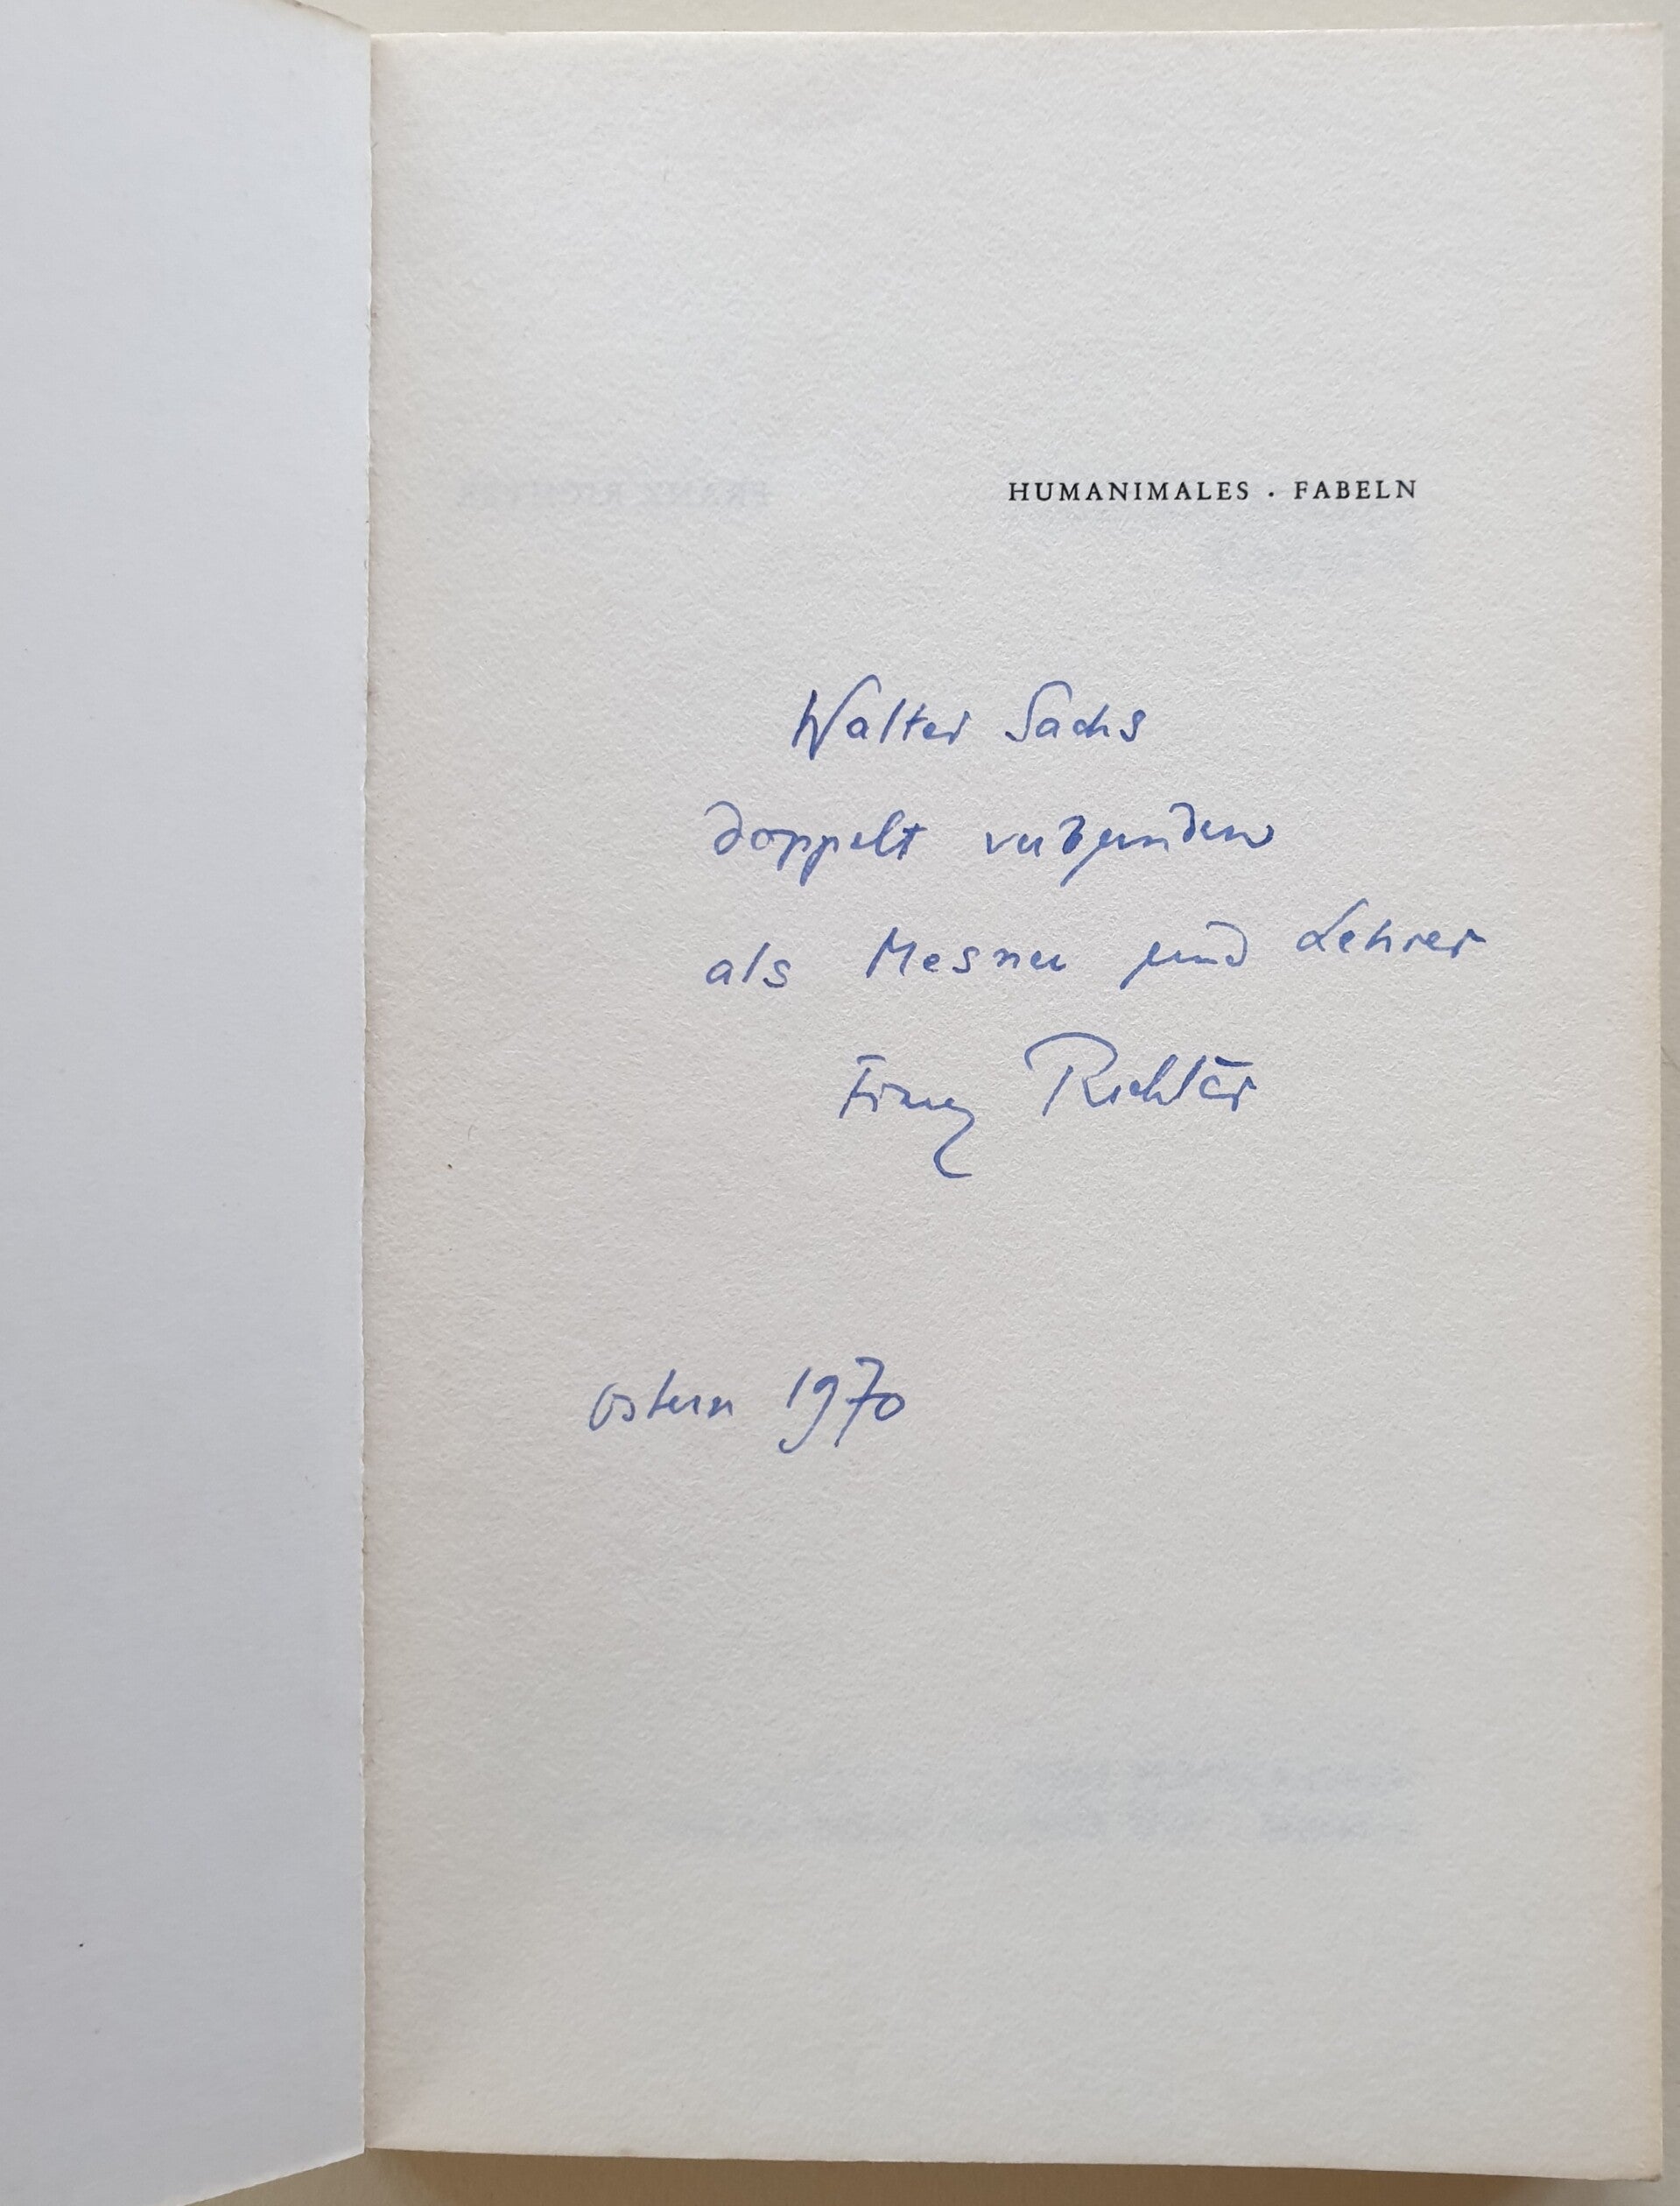 HUMANIMALES · FABELN
Walter Sachs
doppelt verbunden
als Mesner und Lehrer
Franz Richter
Ostern 1970